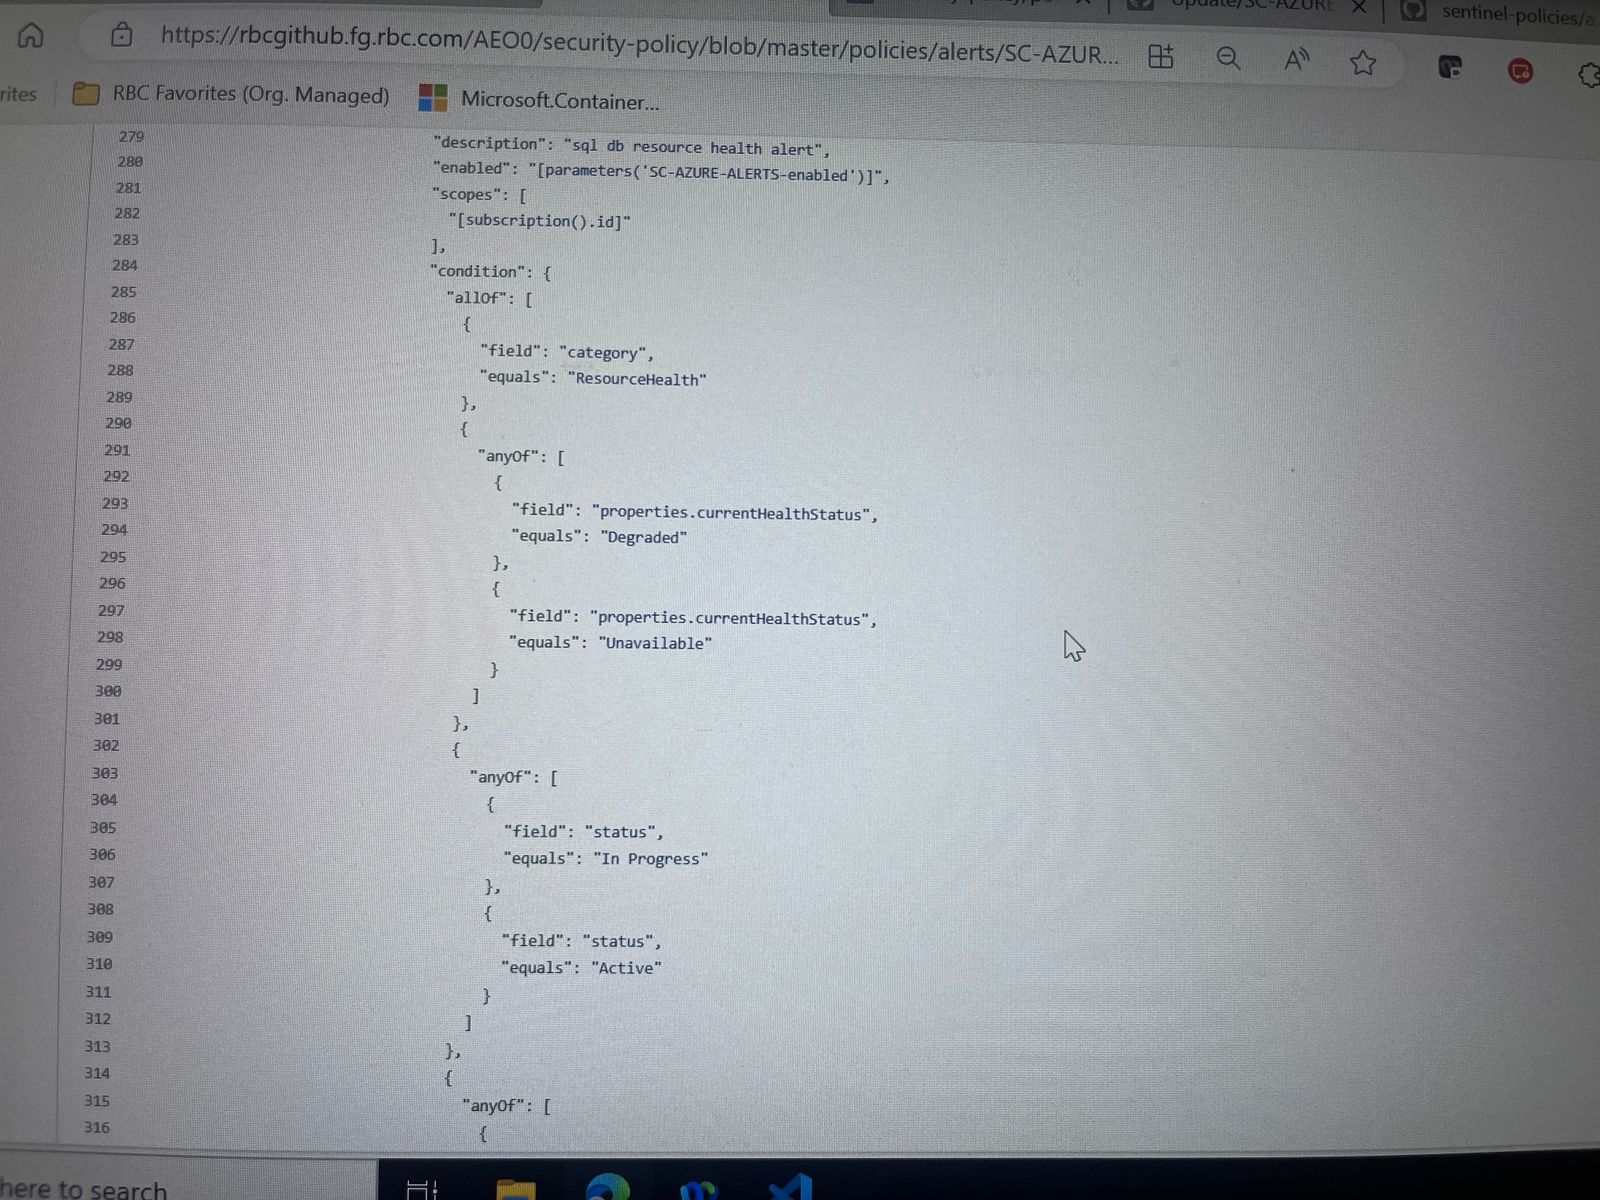 Update/SC-AZURE
sentinel-policies/a
https://rbcgithub.fg.rbc.com/AEO0/security-policy/blob/master/policies/alerts/SC-AZUR...
rites
RBC Favorites (Org. Managed)
Microsoft.Container...
279 "description": "sql db resource health alert",
280 "enabled": "[parameters('SC-AZURE-ALERTS-enabled')]",
281 "scopes": [
282 "[subscription().id]"
283 ],
284 "condition": {
285 "allOf": [
286 {
287 "field": "category",
288 "equals": "ResourceHealth"
289 },
290 {
291 "anyOf": [
292 {
293 "field": "properties.currentHealthStatus",
294 "equals": "Degraded"
295 },
296 {
297 "field": "properties.currentHealthStatus",
298 "equals": "Unavailable"
299 }
300 ]
301 },
302 {
303 "anyOf": [
304 {
305 "field": "status",
306 "equals": "In Progress"
307 },
308 {
309 "field": "status",
310 "equals": "Active"
311 }
312 ]
313 },
314 {
315 "anyOf": [
316 {
here to search